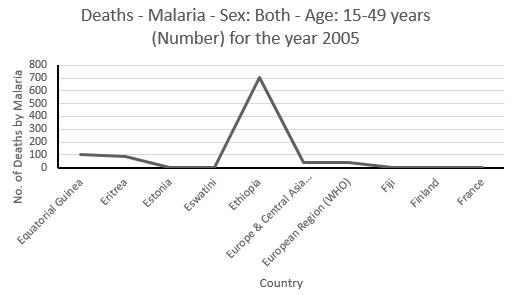 Deaths - Malaria - Sex: Both - Age: 15-49 years
(Number) for the year 2005
No. of Deaths by Malaria
800
700
600
500
400
300
200
100
0
Equatorial Guinea
Eritrea
Estonia
Eswatini
Ethiopia
Europe & Central Asia...
European Region (WHO)
Fiji
Finland
France
Country